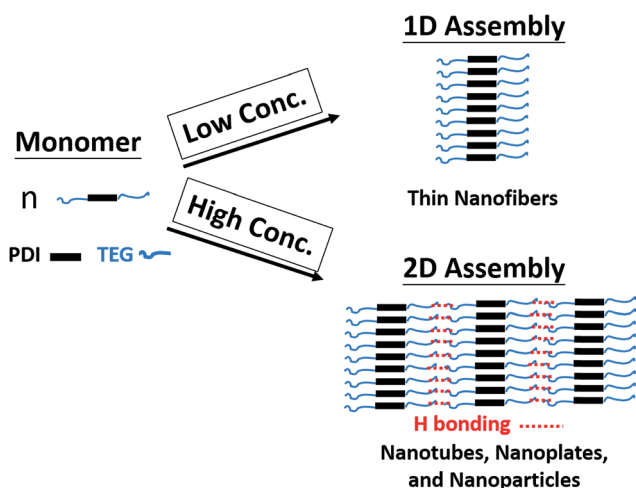 1D Assembly
Low Conc.
Monomer
n
Thin Nanofibers
High Conc.
PDI
TEG
2D Assembly
H bonding
Nanotubes, Nanoplates,
and Nanoparticles